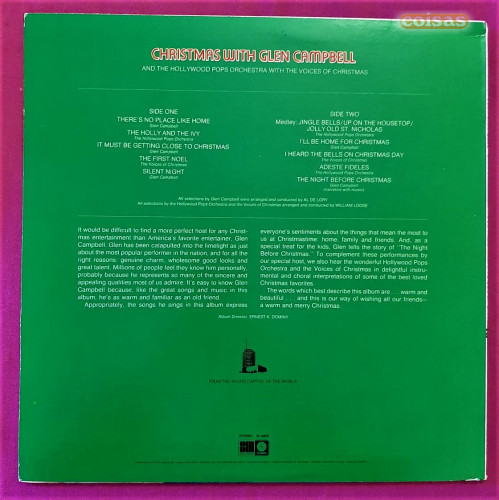 coisas
CHRISTMAS WITH GLEN CAMPBELL
AND THE HOLLYWOOD POPS ORCHESTRA WITH THE VOICES OF CHRISTMAS
SIDE ONE
THERE'S NO PLACE LIKE HOME
Glen Campbell
THE HOLLY AND THE IVY
The Hollywood Pops Orchestra
IT MUST BE GETTING CLOSE TO CHRISTMAS
Glen Campbell
THE FIRST NOEL
The Voices of Christmas
SILENT NIGHT
Glen Campbell
SIDE TWO
Medley: JINGLE BELLS/UP ON THE HOUSETOP/
JOLLY OLD ST. NICHOLAS
The Hollywood Pops Orchestra
I'LL BE HOME FOR CHRISTMAS
Glen Campbell
I HEARD THE BELLS ON CHRISTMAS DAY
The Voices of Christmas
ADESTE FIDELES
The Hollywood Pops Orchestra
THE NIGHT BEFORE CHRISTMAS
Glen Campbell
(narrative with music)
All selections by Glen Campbell were arranged and conducted by AL DE LORY
All selections by the Hollywood Pops Orchestra and the Voices of Christmas arranged and conducted by WILLIAM LOOSE
It would be difficult to find a more perfect host for any Christ-
mas entertainment than America's favorite entertainer, Glen
Campbell. Glen has been catapulted into the limelight as just
about the most popular performer in the nation, and for all the
right reasons: genuine charm, wholesome good looks and
great talent. Millions of people feel they know him personally,
probably because he represents so many of the sincere and
appealing qualities most of us admire. It's easy to know Glen
Campbell because, like the great songs and music in this
album, he's as warm and familiar as an old friend.
Appropriately, the songs he sings in this album express
everyone's sentiments about the things that mean the most to
us at Christmastime: home, family and friends. And, as a
special treat for the kids, Glen tells the story of "The Night
Before Christmas." To complement these performances by
our special host, we also hear the wonderful Hollywood Pops
Orchestra and the Voices of Christmas in delightful instru-
mental and choral interpretations of some of the best loved
Christmas favorites.
The words which best describe this album are . . . warm and
beautiful . . . and this is our way of wishing all our friends—
a warm and merry Christmas.
Album Director: ERNEST K. DOMINY
FROM THE RECORD CAPITOL OF THE WORLD
STEREO